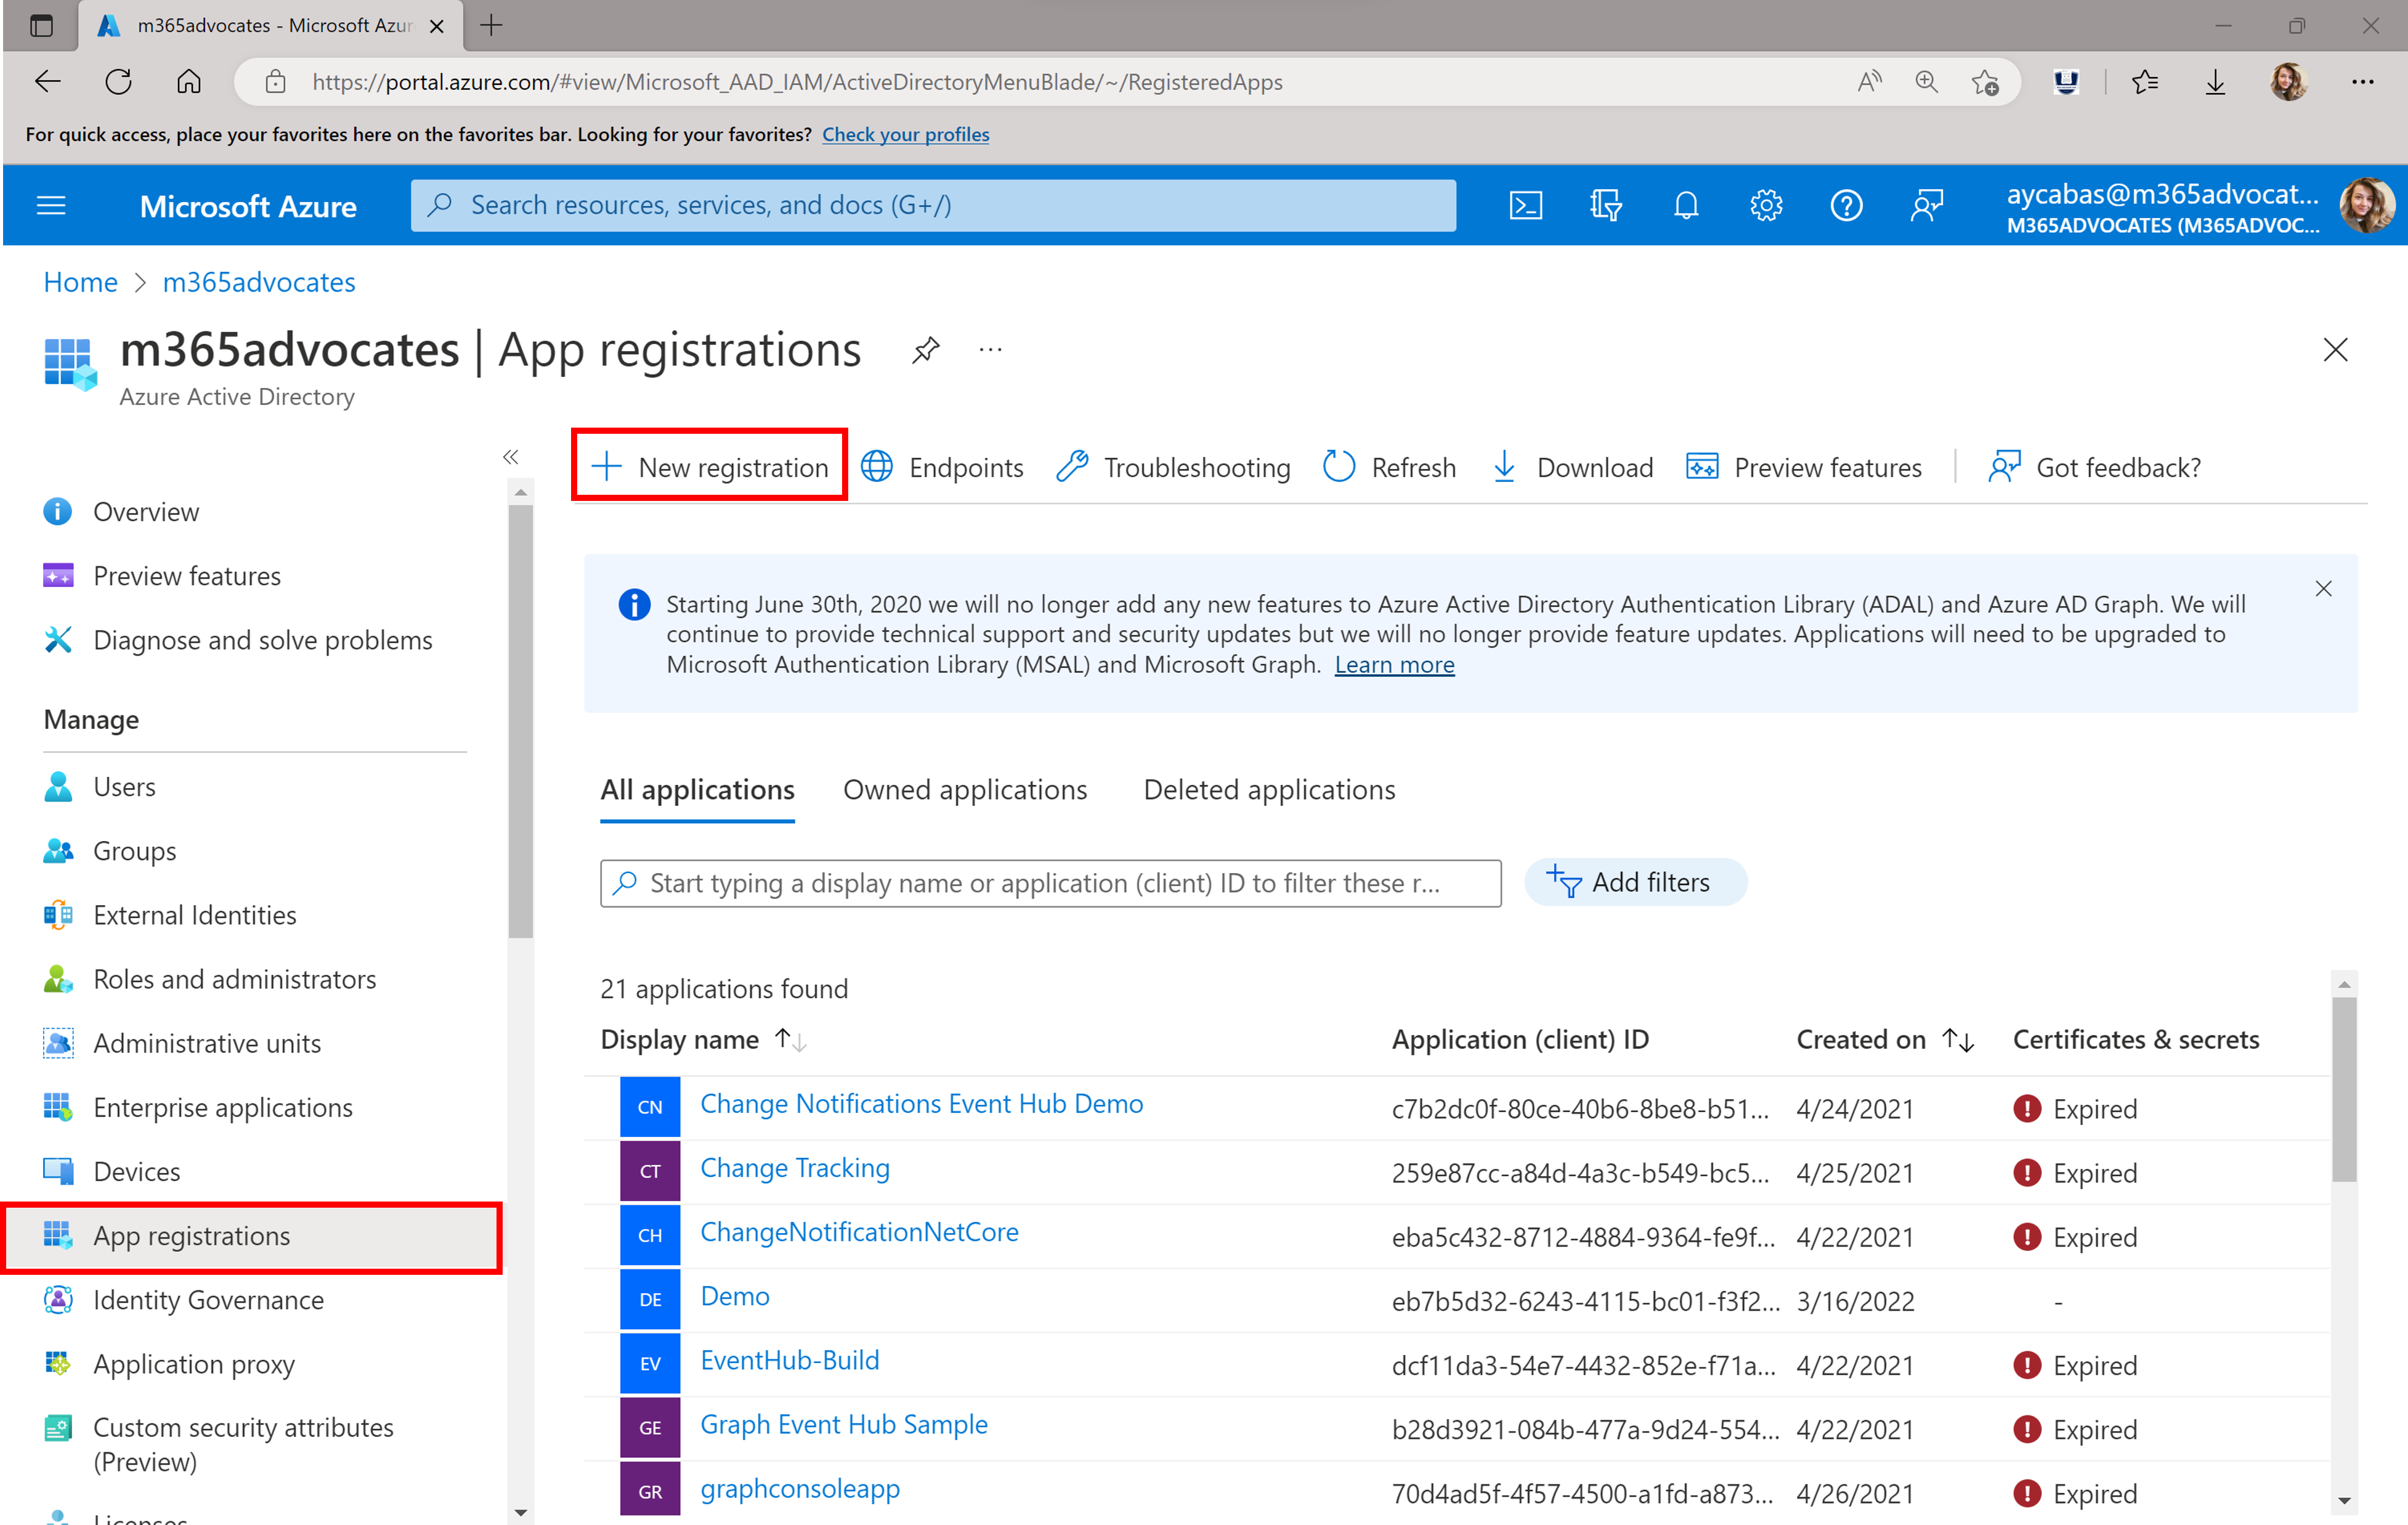 m365advocates - Microsoft Azur
https://portal.azure.com/#view/Microsoft_AAD_IAM/ActiveDirectoryMenuBlade/~/RegisteredApps
For quick access, place your favorites here on the favorites bar. Looking for your favorites? Check your profiles
Microsoft Azure
Search resources, services, and docs (G+/)
aycabas@m365advocat...
M365ADVOCATES (M365ADVOC...
Home > m365advocates
m365advocates | App registrations
Azure Active Directory
New registration
Endpoints
Troubleshooting
Refresh
Download
Preview features
Got feedback?
Overview
Preview features
Diagnose and solve problems
Manage
Users
Groups
External Identities
Roles and administrators
Administrative units
Enterprise applications
Devices
App registrations
Identity Governance
Application proxy
Custom security attributes
(Preview)
Licenses
Starting June 30th, 2020 we will no longer add any new features to Azure Active Directory Authentication Library (ADAL) and Azure AD Graph. We will
continue to provide technical support and security updates but we will no longer provide feature updates. Applications will need to be upgraded to
Microsoft Authentication Library (MSAL) and Microsoft Graph. Learn more
All applications
Owned applications
Deleted applications
Start typing a display name or application (client) ID to filter these r...
Add filters
21 applications found
Display name
Application (client) ID
Created on
Certificates & secrets
CN Change Notifications Event Hub Demo c7b2dc0f-80ce-40b6-8be8-b51... 4/24/2021 Expired
CT Change Tracking 259e87cc-a84d-4a3c-b549-bc5... 4/25/2021 Expired
CH ChangeNotificationNetCore eba5c432-8712-4884-9364-fe9f... 4/22/2021 Expired
DE Demo eb7b5d32-6243-4115-bc01-f3f2... 3/16/2022 -
EV EventHub-Build dcf11da3-54e7-4432-852e-f71a... 4/22/2021 Expired
GE Graph Event Hub Sample b28d3921-084b-477a-9d24-554... 4/22/2021 Expired
GR graphconsoleapp 70d4ad5f-4f57-4500-a1fd-a873... 4/26/2021 Expired